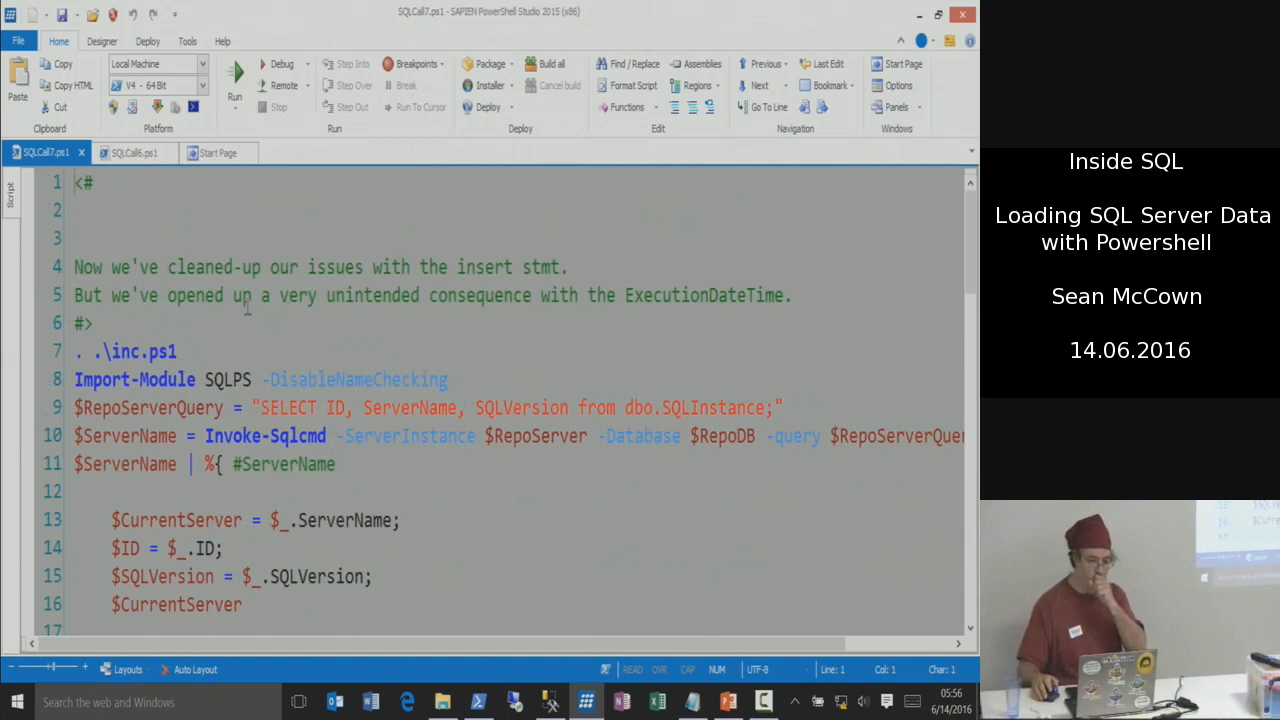 SQLCall7.ps1 - SAPIEN PowerShell Studio 2015 (x86)
File Home Designer Deploy Tools Help
Paste Copy Copy HTML Cut Clipboard
Local Machine V4 - 64 Bit Platform
Run Debug Remote Stop Step Into Step Over Step Out Breakpoints Break Run To Cursor Run
Package Installer Deploy Build all Cancel build Deploy
Find / Replace Format Script Functions Assemblies Regions Edit
Previous Next Go To Line Last Edit Bookmark Navigation
Start Page Options Panels Windows
SQLCall7.ps1 SQLCall6.ps1 Start Page
Script
1 <#
2
3
4 Now we've cleaned-up our issues with the insert stmt.
5 But we've opened up a very unintended consequence with the ExecutionDateTime.
6 #>
7 . .\inc.ps1
8 Import-Module SQLPS -DisableNameChecking
9 $RepoServerQuery = "SELECT ID, ServerName, SQLVersion from dbo.SQLInstance;"
10 $ServerName = Invoke-Sqlcmd -ServerInstance $RepoServer -Database $RepoDB -query $RepoServerQuer
11 $ServerName | %{ #ServerName
12
13 $CurrentServer = $_.ServerName;
14 $ID = $_.ID;
15 $SQLVersion = $_.SQLVersion;
16 $CurrentServer
17
Layouts Auto Layout READ OVR CAP NUM UTF-8 Line: 1 Col: 1 Char: 1
Search the web and Windows
05:56
6/14/2016
Inside SQL
Loading SQL Server Data
with Powershell
Sean McCown
14.06.2016